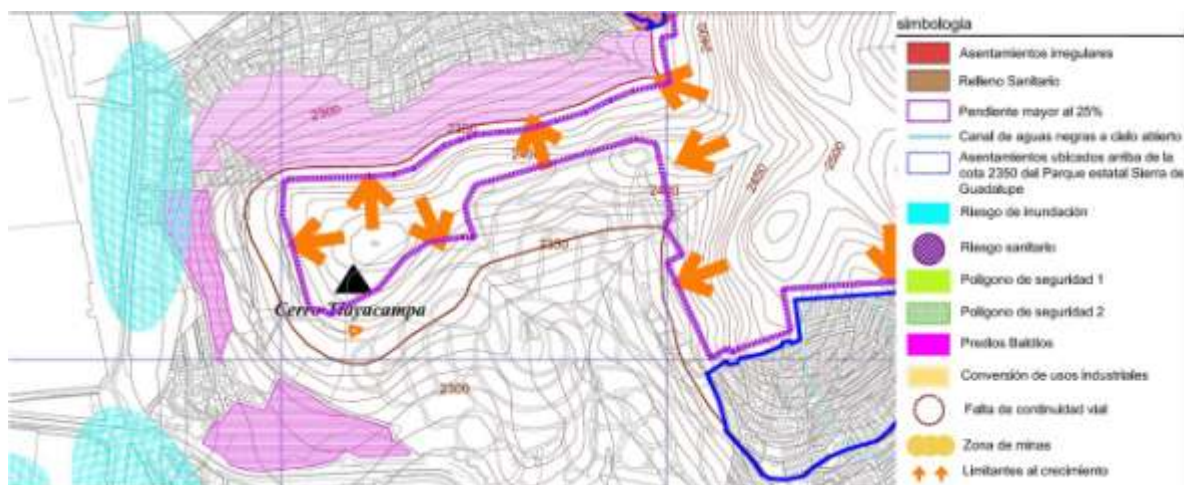 2300
2350
2350
2300
2400
2450
2500
Cerro Tlayacampa
simbología
Asentamientos irregulares
Relleno Sanitario
Pendiente mayor al 25%
Canal de aguas negras a cielo abierto
Asentamientos ubicados arriba de la
cota 2350 del Parque estatal Sierra de
Guadalupe
Riesgo de inundación
Riesgo sanitario
Polígono de seguridad 1
Polígono de seguridad 2
Predios Baldíos
Conversión de usos industriales
Falta de continuidad vial
Zona de minas
Limitantes al crecimiento